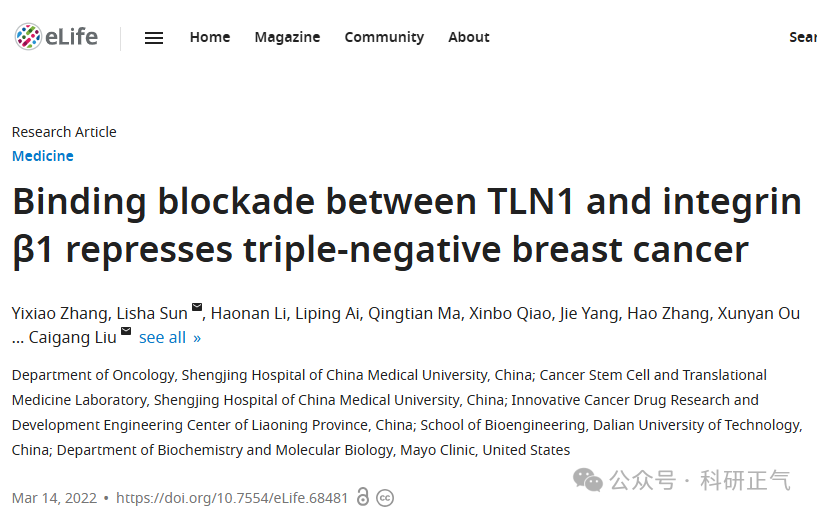 eLife Home Magazine Community About Sear
Research Article
Medicine
Binding blockade between TLN1 and integrin
β1 represses triple-negative breast cancer
Yixiao Zhang, Lisha Sun, Haonan Li, Liping Ai, Qingtian Ma, Xinbo Qiao, Jie Yang, Hao Zhang, Xunyan Ou
... Caigang Liu see all »
Department of Oncology, Shengjing Hospital of China Medical University, China; Cancer Stem Cell and Translational
Medicine Laboratory, Shengjing Hospital of China Medical University, China; Innovative Cancer Drug Research and
Development Engineering Center of Liaoning Province, China; School of Bioengineering, Dalian University of Technology,
China; Department of Biochemistry and Molecular Biology, Mayo Clinic, United States
公众号 · 科研正气
Mar 14, 2022 • https://doi.org/10.7554/eLife.68481 cc